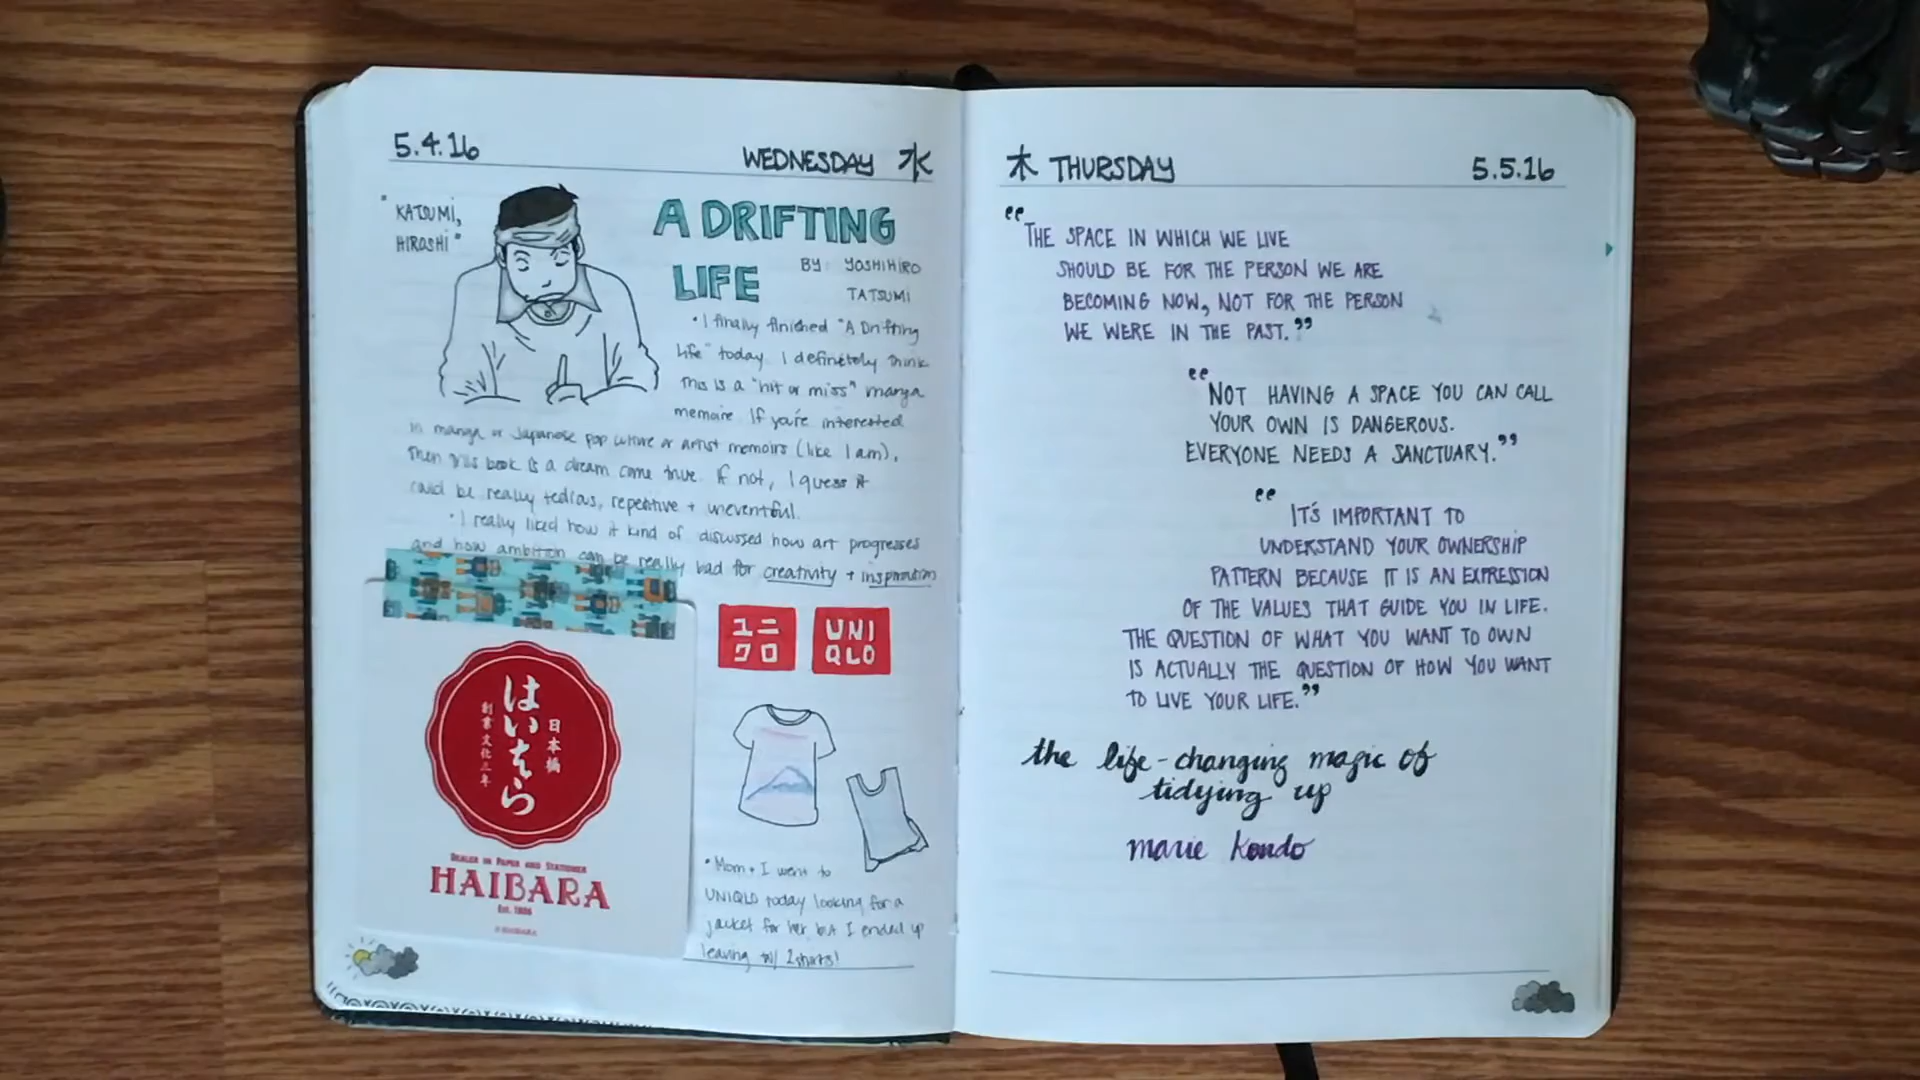 5.4.16
WEDNESDAY 水
"KATSUMI,
HIROSHI"
A DRIFTING
LIFE
BY: YOSHIHIRO
TATSUMI
• I finally finished "A Drifting
Life" today. I definetely think
this is a "hit or miss" manga
memoire. If you're interested
in manga or Japanese pop culture or artist memoirs (like I am),
then this book is a dream come true. If not, I guess it
could be really tedious, repetitive + uneventful.
• I really liked how it kind of discussed how art progresses
and how ambition can be really bad for creativity + inspiration
ユニ
クロ
UNI
QLO
はいばら
日本橋
創業文化三年
DEALER IN PAPER AND STATIONER
HAIBARA
Est. 1806
© HAIBARA
• Mom + I went to
UNIQLO today looking for a
jacket for her but I ended up
leaving w/ 2 shirts!
木 THURSDAY
5.5.16
"THE SPACE IN WHICH WE LIVE
SHOULD BE FOR THE PERSON WE ARE
BECOMING NOW, NOT FOR THE PERSON
WE WERE IN THE PAST."
"NOT HAVING A SPACE YOU CAN CALL
YOUR OWN IS DANGEROUS.
EVERYONE NEEDS A SANCTUARY."
"IT'S IMPORTANT TO
UNDERSTAND YOUR OWNERSHIP
PATTERN BECAUSE IT IS AN EXPRESSION
OF THE VALUES THAT GUIDE YOU IN LIFE.
THE QUESTION OF WHAT YOU WANT TO OWN
IS ACTUALLY THE QUESTION OF HOW YOU WANT
TO LIVE YOUR LIFE."
the life-changing magic of
tidying up
marie kondo